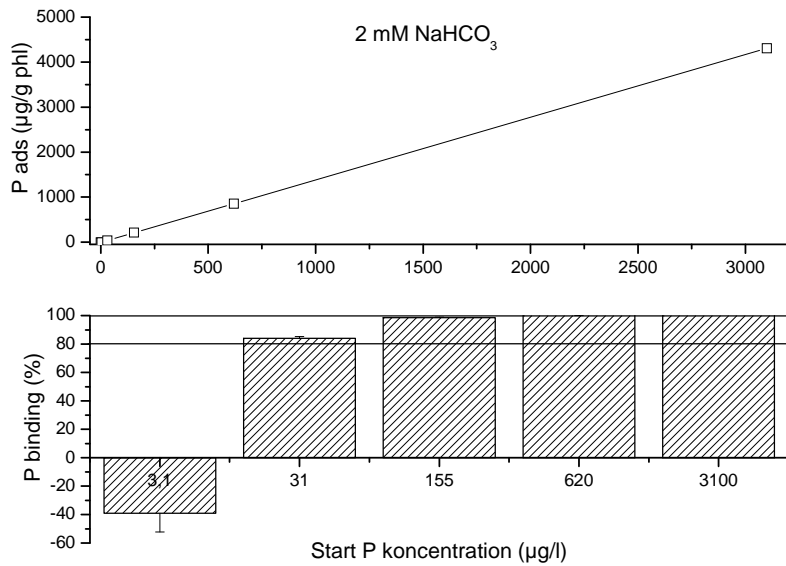 2 mM NaHCO₃
P ads (µg/g phl)
5000
4000
3000
2000
1000
0
0 500 1000 1500 2000 2500 3000
P binding (%)
100
80
60
40
20
0
-20
-40
-60
3,1 31 155 620 3100
Start P koncentration (µg/l)